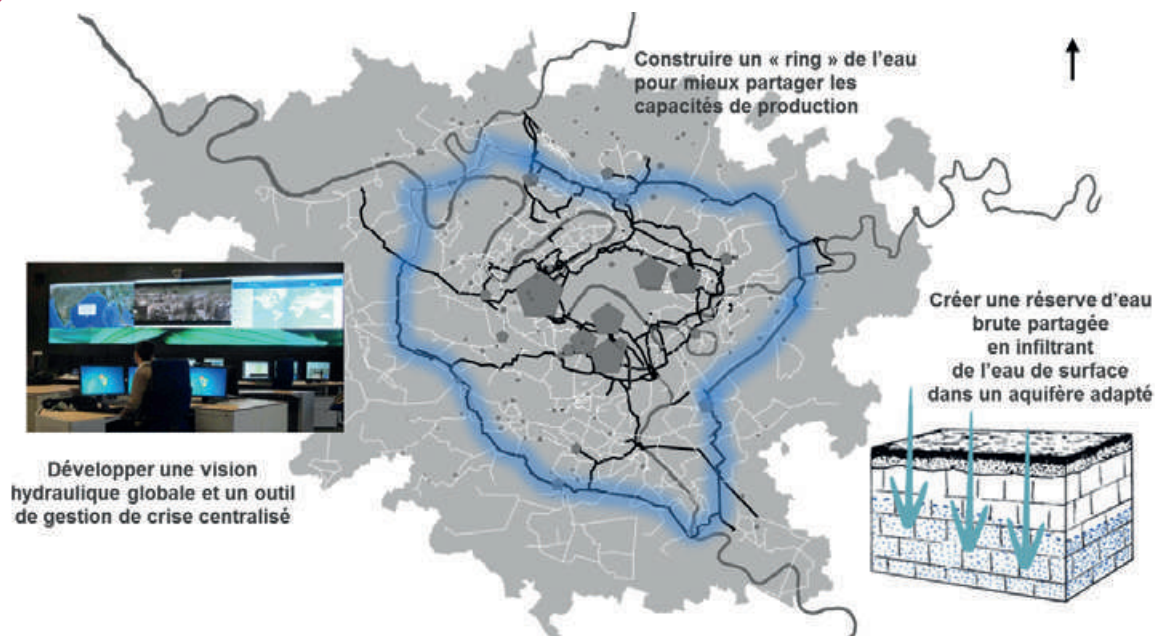 Construire un « ring » de l'eau
pour mieux partager les
capacités de production
Créer une réserve d'eau
brute partagée
en infiltrant
de l'eau de surface
dans un aquifère adapté
Développer une vision
hydraulique globale et un outil
de gestion de crise centralisé